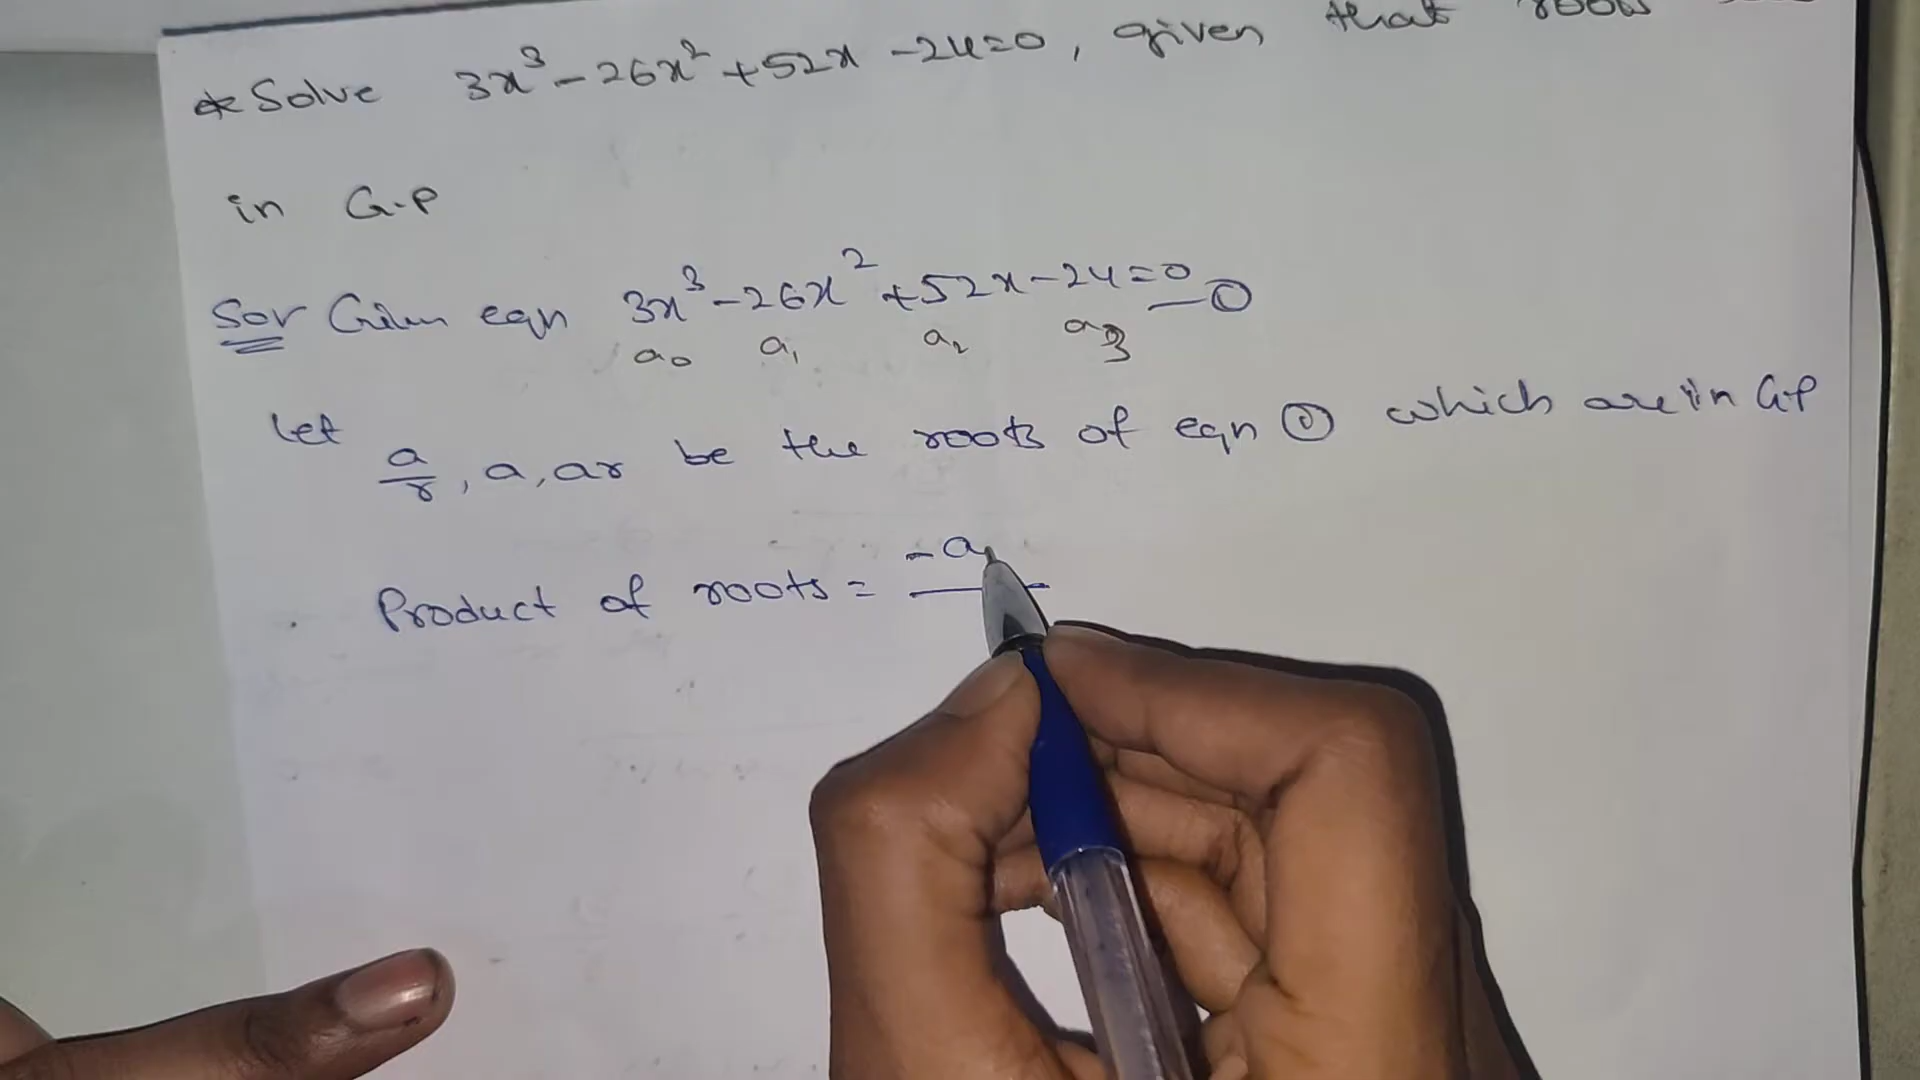 * Solve 3x³ - 26x² + 52x - 24 = 0, given that roots
in G.P
Sol Given eqn 3x³ - 26x² + 52x - 24 = 0 — ①
a₀ a₁ a₂ a₃
Let a/r, a, ar be the roots of eqn ① which are in G.P
Product of roots = -a